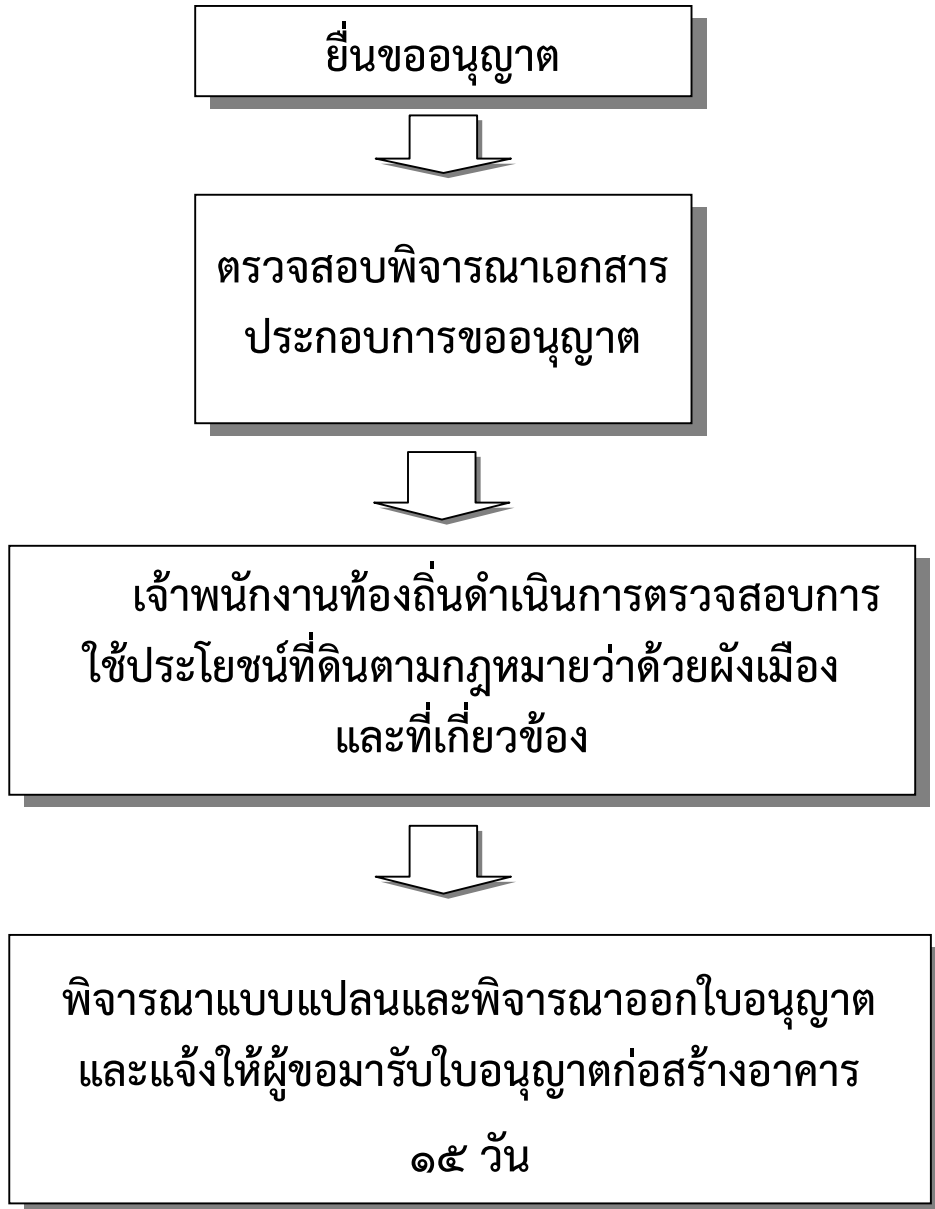 ยื่นขออนุญาต
ตรวจสอบพิจารณาเอกสาร
ประกอบการขออนุญาต
เจ้าพนักงานท้องถิ่นดำเนินการตรวจสอบการ
ใช้ประโยชน์ที่ดินตามกฎหมายว่าด้วยผังเมือง
และที่เกี่ยวข้อง
พิจารณาแบบแปลนและพิจารณาออกใบอนุญาต
และแจ้งให้ผู้ขอมารับใบอนุญาตก่อสร้างอาคาร
๑๕ วัน